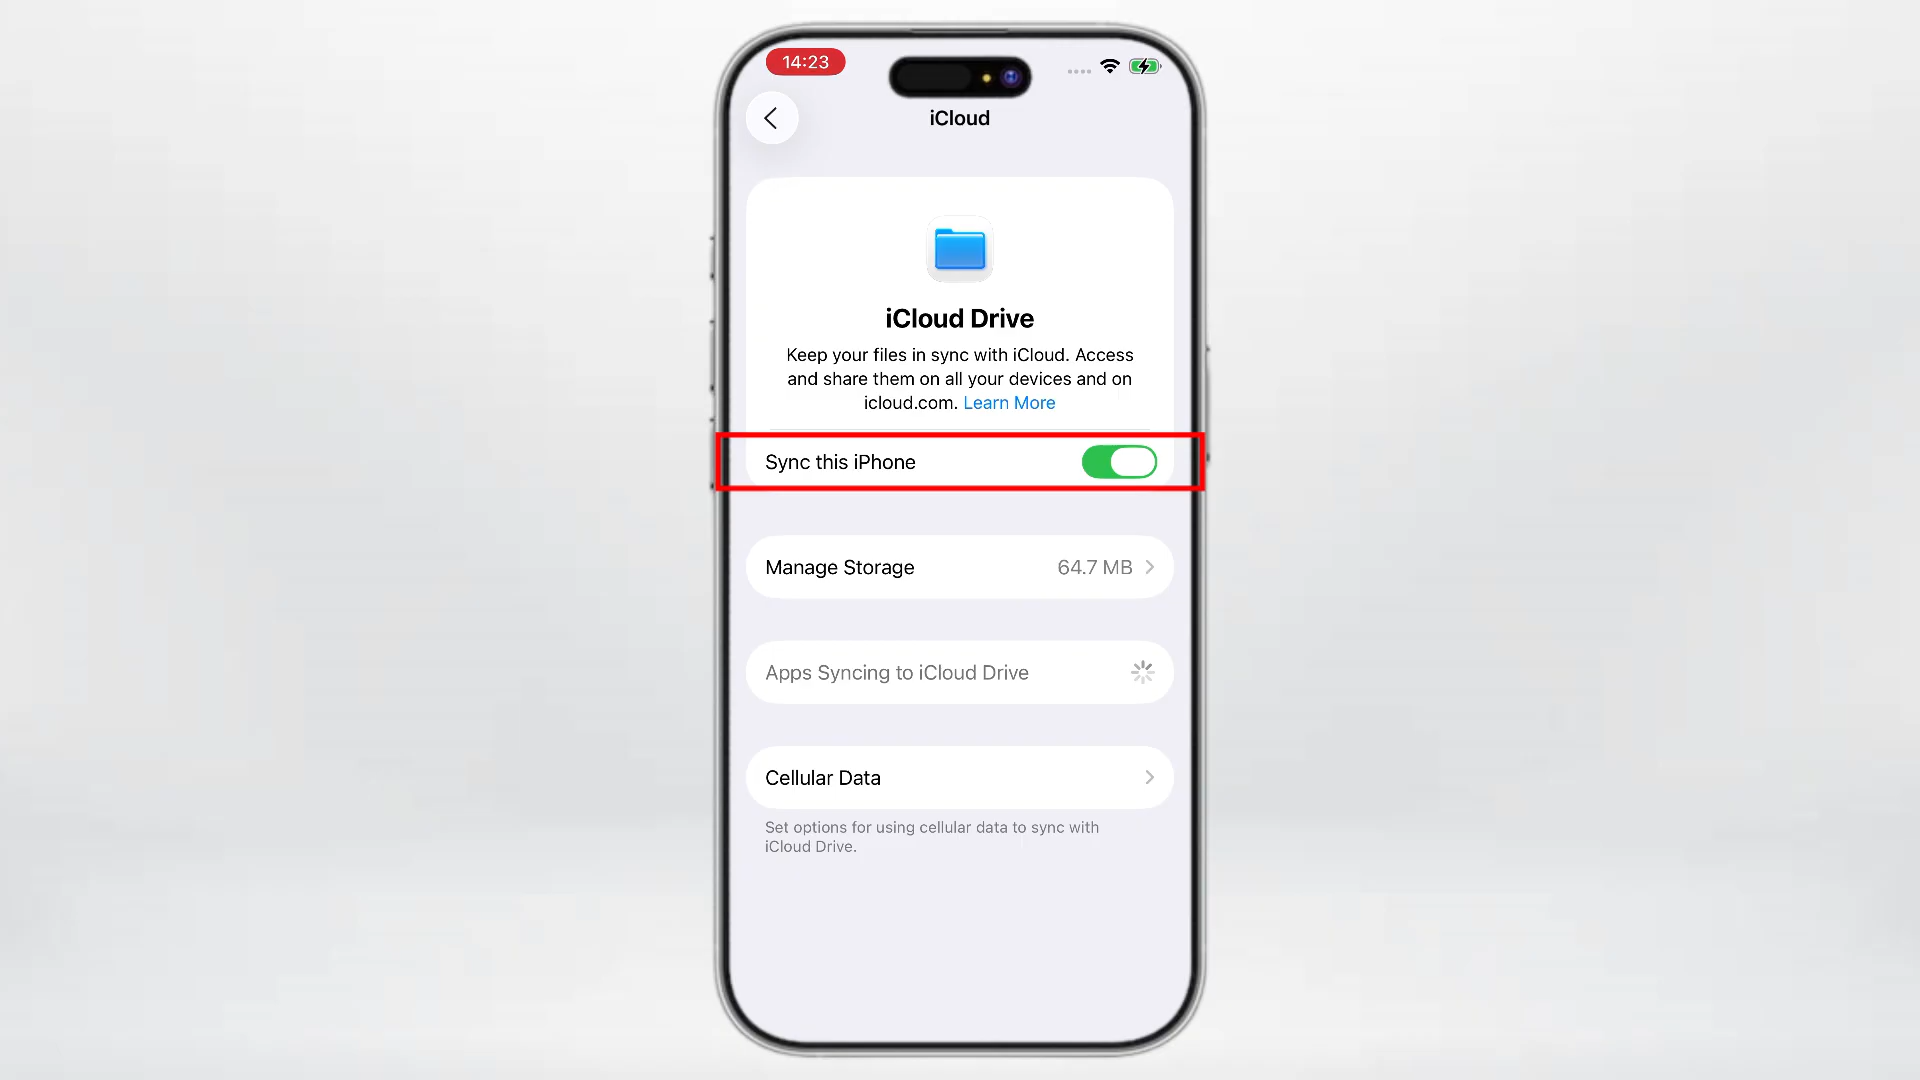 14:23
iCloud
iCloud Drive
Keep your files in sync with iCloud. Access
and share them on all your devices and on
icloud.com. Learn More
Sync this iPhone
Manage Storage 64.7 MB
Apps Syncing to iCloud Drive
Cellular Data
Set options for using cellular data to sync with
iCloud Drive.